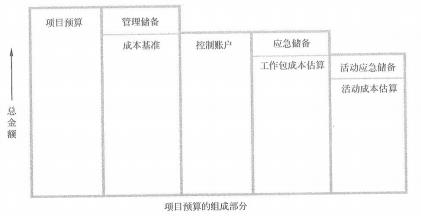 项目预算
管理储备
成本基准
控制账户
应急储备
工作包成本估算
活动应急储备
活动成本估算
总金额
项目预算的组成部分